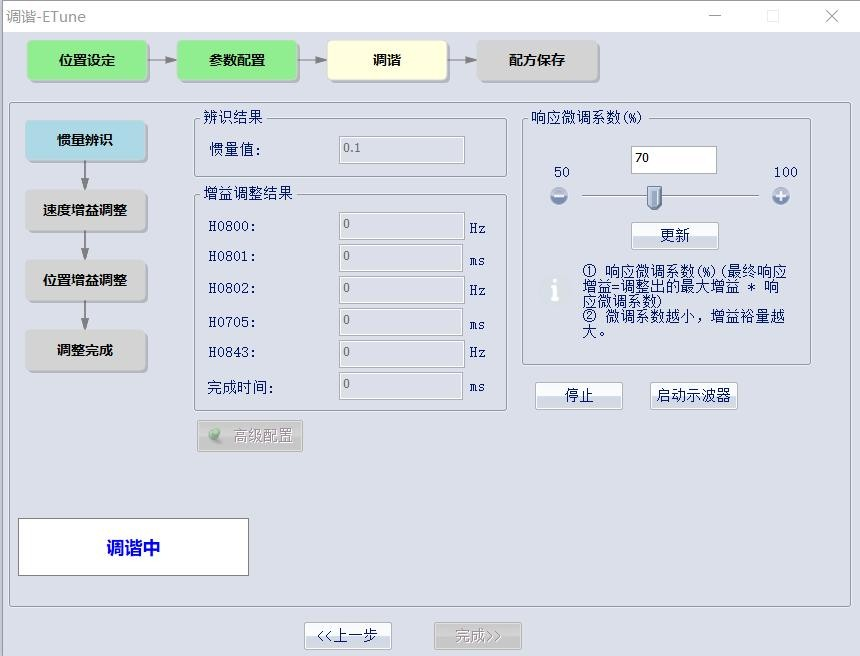 调谐-ETune
位置设定
参数配置
调谐
配方保存
惯量辨识
速度增益调整
位置增益调整
调整完成
辨识结果
惯量值:
0.1
增益调整结果
H0800:
0
Hz
H0801:
0
ms
H0802:
0
Hz
H0705:
0
ms
H0843:
0
Hz
完成时间:
0
ms
高级配置
响应微调系数(%)
70
50
100
更新
① 响应微调系数(%)(最终响应
增益=调整出的最大增益 * 响
应微调系数)
② 微调系数越小，增益裕量越
大。
停止
启动示波器
调谐中
<<上一步
完成>>